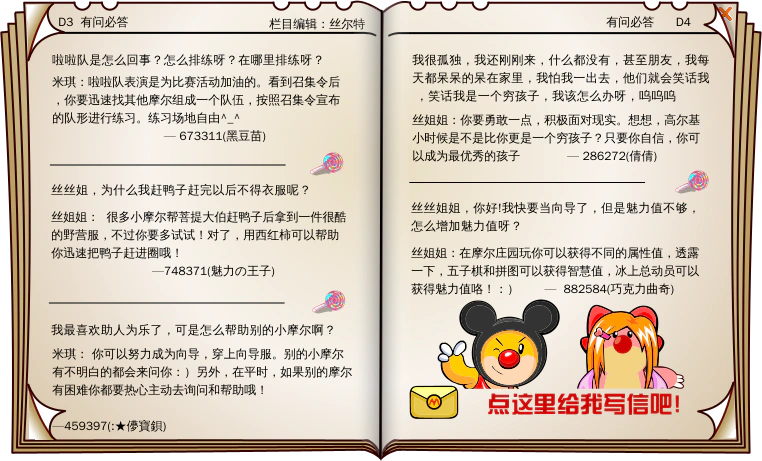 D3 有问必答
栏目编辑：丝尔特
啦啦队是怎么回事？怎么排练呀？在哪里排练呀？
米琪：啦啦队表演是为比赛活动加油的。看到召集令后
，你要迅速找其他摩尔组成一个队伍，按照召集令宣布
的队形进行练习。练习场地自由^_^
— 673311(黑豆苗)
丝丝姐，为什么我赶鸭子赶完以后不得衣服呢？
丝姐姐： 很多小摩尔帮菩提大伯赶鸭子后拿到一件很酷
的野营服，不过你要多试试！对了，用西红柿可以帮助
你迅速把鸭子赶进圈哦！
—748371(魅力の王子)
我最喜欢助人为乐了，可是怎么帮助别的小摩尔啊？
米琪： 你可以努力成为向导，穿上向导服。别的小摩尔
有不明白的都会来问你：）另外，在平时，如果别的摩尔
有困难你都要热心主动去询问和帮助哦！
—459397(:★儚寶鋇)
有问必答 D4
我很孤独，我还刚刚来，什么都没有，甚至朋友，我每
天都呆呆的呆在家里，我怕我一出去，他们就会笑话我
，笑话我是一个穷孩子，我该怎么办呀，呜呜呜
丝姐姐：你要勇敢一点，积极面对现实。想想，高尔基
小时候是不是比你更是一个穷孩子？只要你自信，你可
以成为最优秀的孩子 — 286272(倩倩)
丝丝姐姐，你好!我快要当向导了，但是魅力值不够，
怎么增加魅力值呀？
丝姐姐：在摩尔庄园玩你可以获得不同的属性值，透露
一下，五子棋和拼图可以获得智慧值，冰上总动员可以
获得魅力值咯！：） — 882584(巧克力曲奇)
点这里给我写信吧！